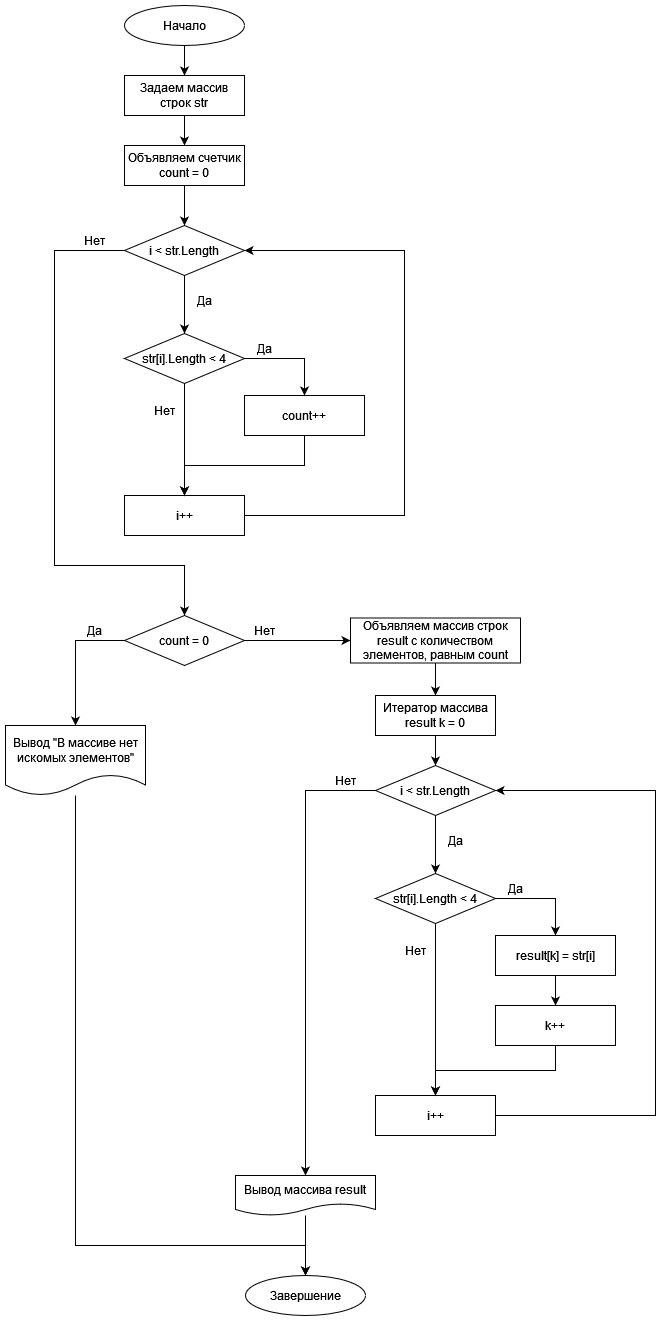 Начало
Задаем массив
строк str
Объявляем счетчик
count = 0
Нет
i < str.Length
Да
str[i].Length < 4
Да
Нет
count++
i++
Да
count = 0
Нет
Объявляем массив строк
result с количеством
элементов, равным count
Итератор массива
result k = 0
Вывод "В массиве нет
искомых элементов"
Нет
i < str.Length
Да
str[i].Length < 4
Да
Нет
result[k] = str[i]
k++
i++
Вывод массива result
Завершение